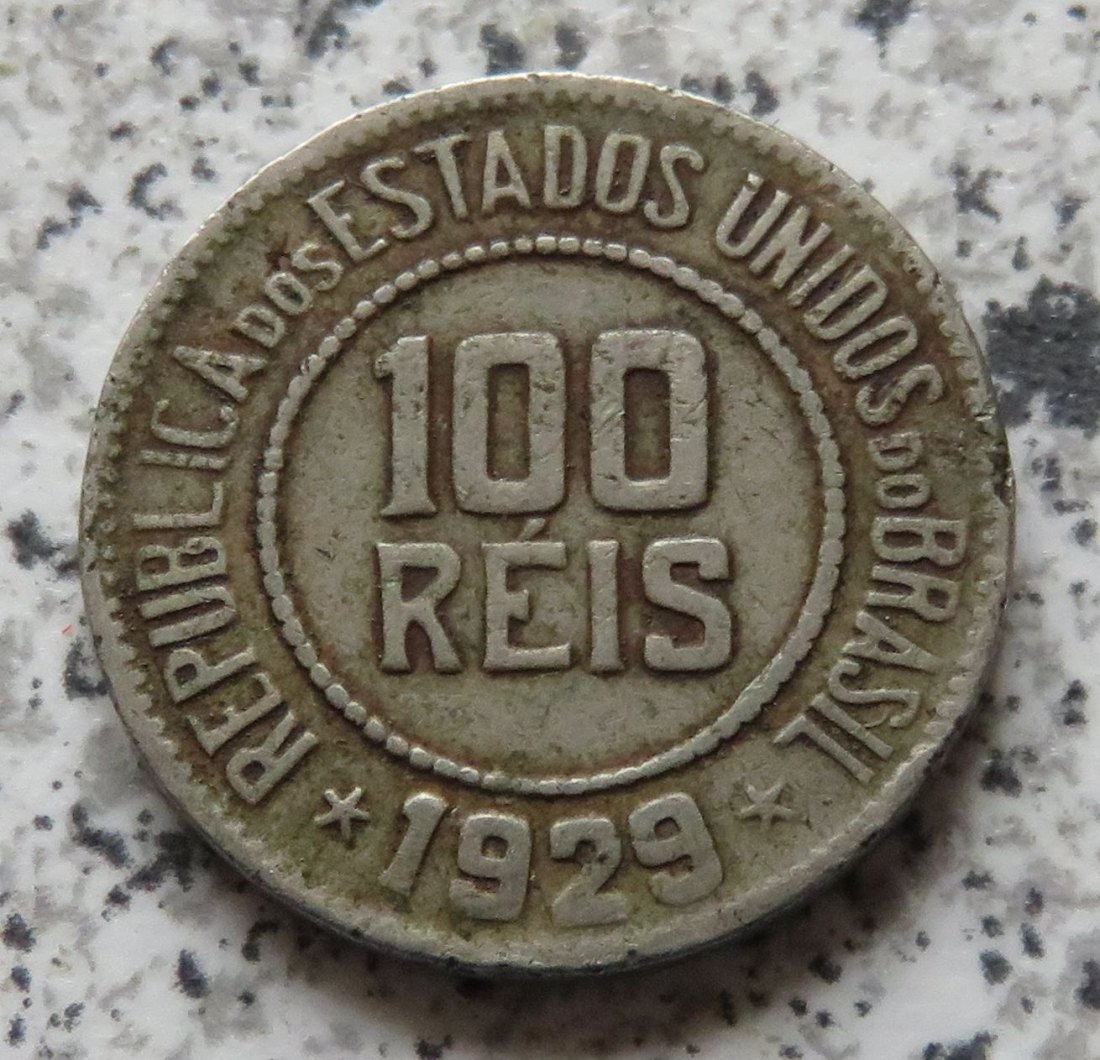 REPUBLICA DOS ESTADOS UNIDOS DO BRASIL
100
RÉIS
* 1929 *